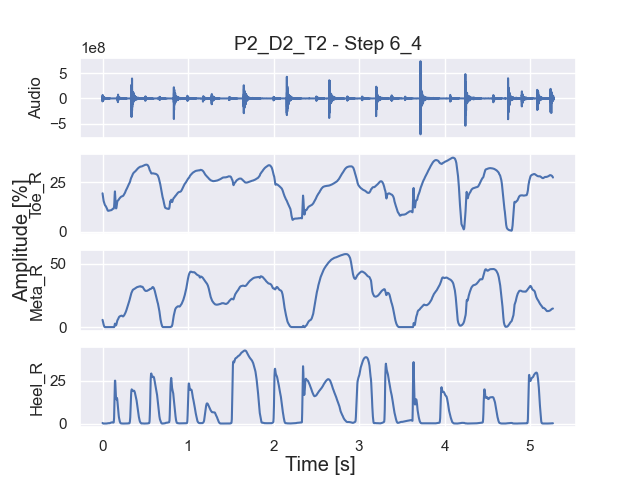 P2_D2_T2 - Step 6_4
1e8
5
0
−5
Audio
25
0
Toe_R
Amplitude [%]
50
0
Meta_R
25
0
Heel_R
0 1 2 3 4 5
Time [s]